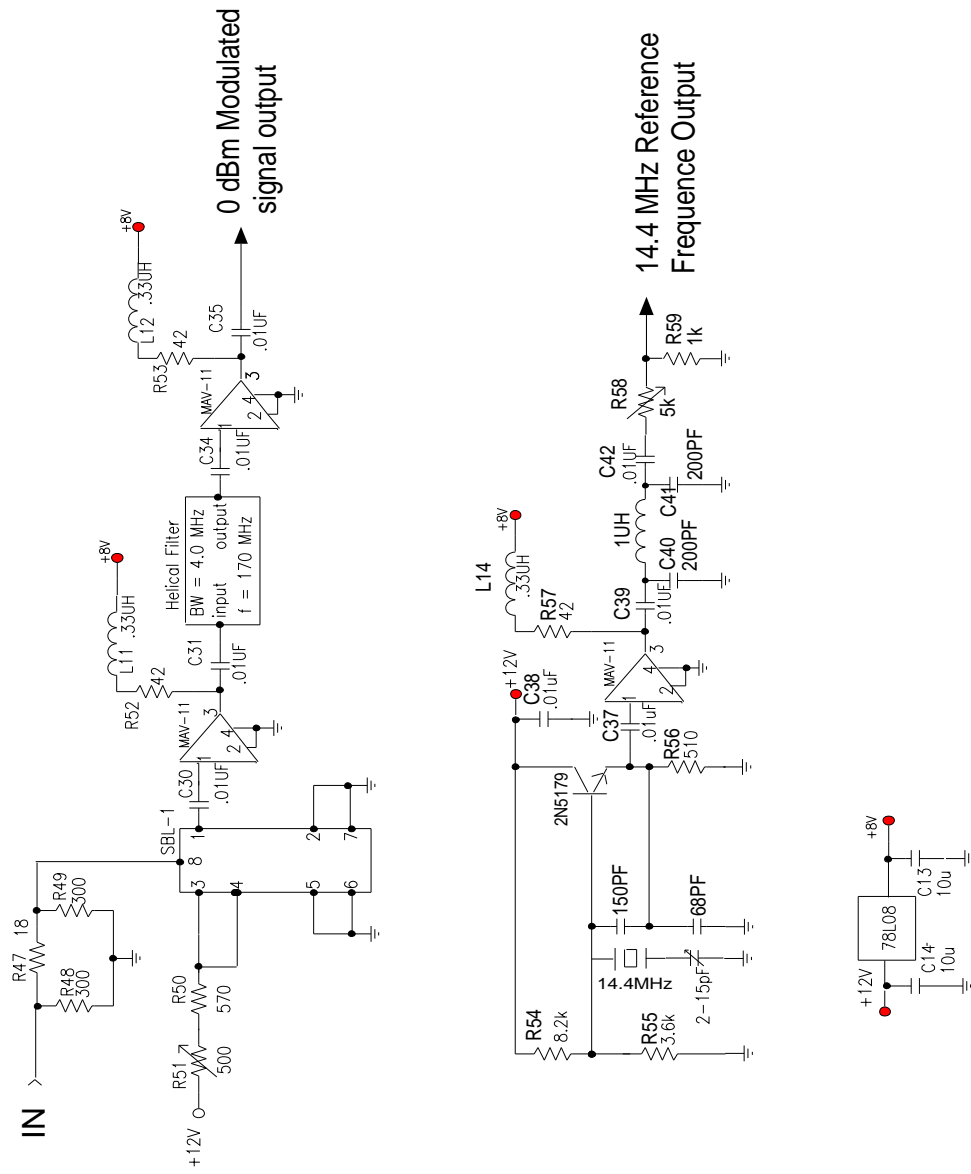 IN
R47
18
R48
300
R49
300
+12V
R51
500
R50
570
SBL-1
8
3
4
5
6
1
2
7
C30
.01UF
MAV-11
1
2
4
3
R52
42
L11
.33UH
+8V
C31
.01UF
Helical Filter
BW = 4.0 MHz
input output
f = 170 MHz
C34
.01UF
MAV-11
1
2
4
3
R53
42
L12
.33UH
+8V
C35
.01UF
0 dBm Modulated
signal output
R54
8.2k
R55
3.6k
14.4MHz
2-15pF
150PF
68PF
2N5179
+12V
C38
.01uF
C37
.01uF
R56
510
MAV-11
1
2
4
3
R57
42
L14
.33UH
+8V
C39
.01UF
1UH
C40
200PF
C41
200PF
C42
.01UF
R58
5k
R59
1k
14.4 MHz Reference
Frequence Output
+12V
C14
10u
78L08
+8V
C13
10u